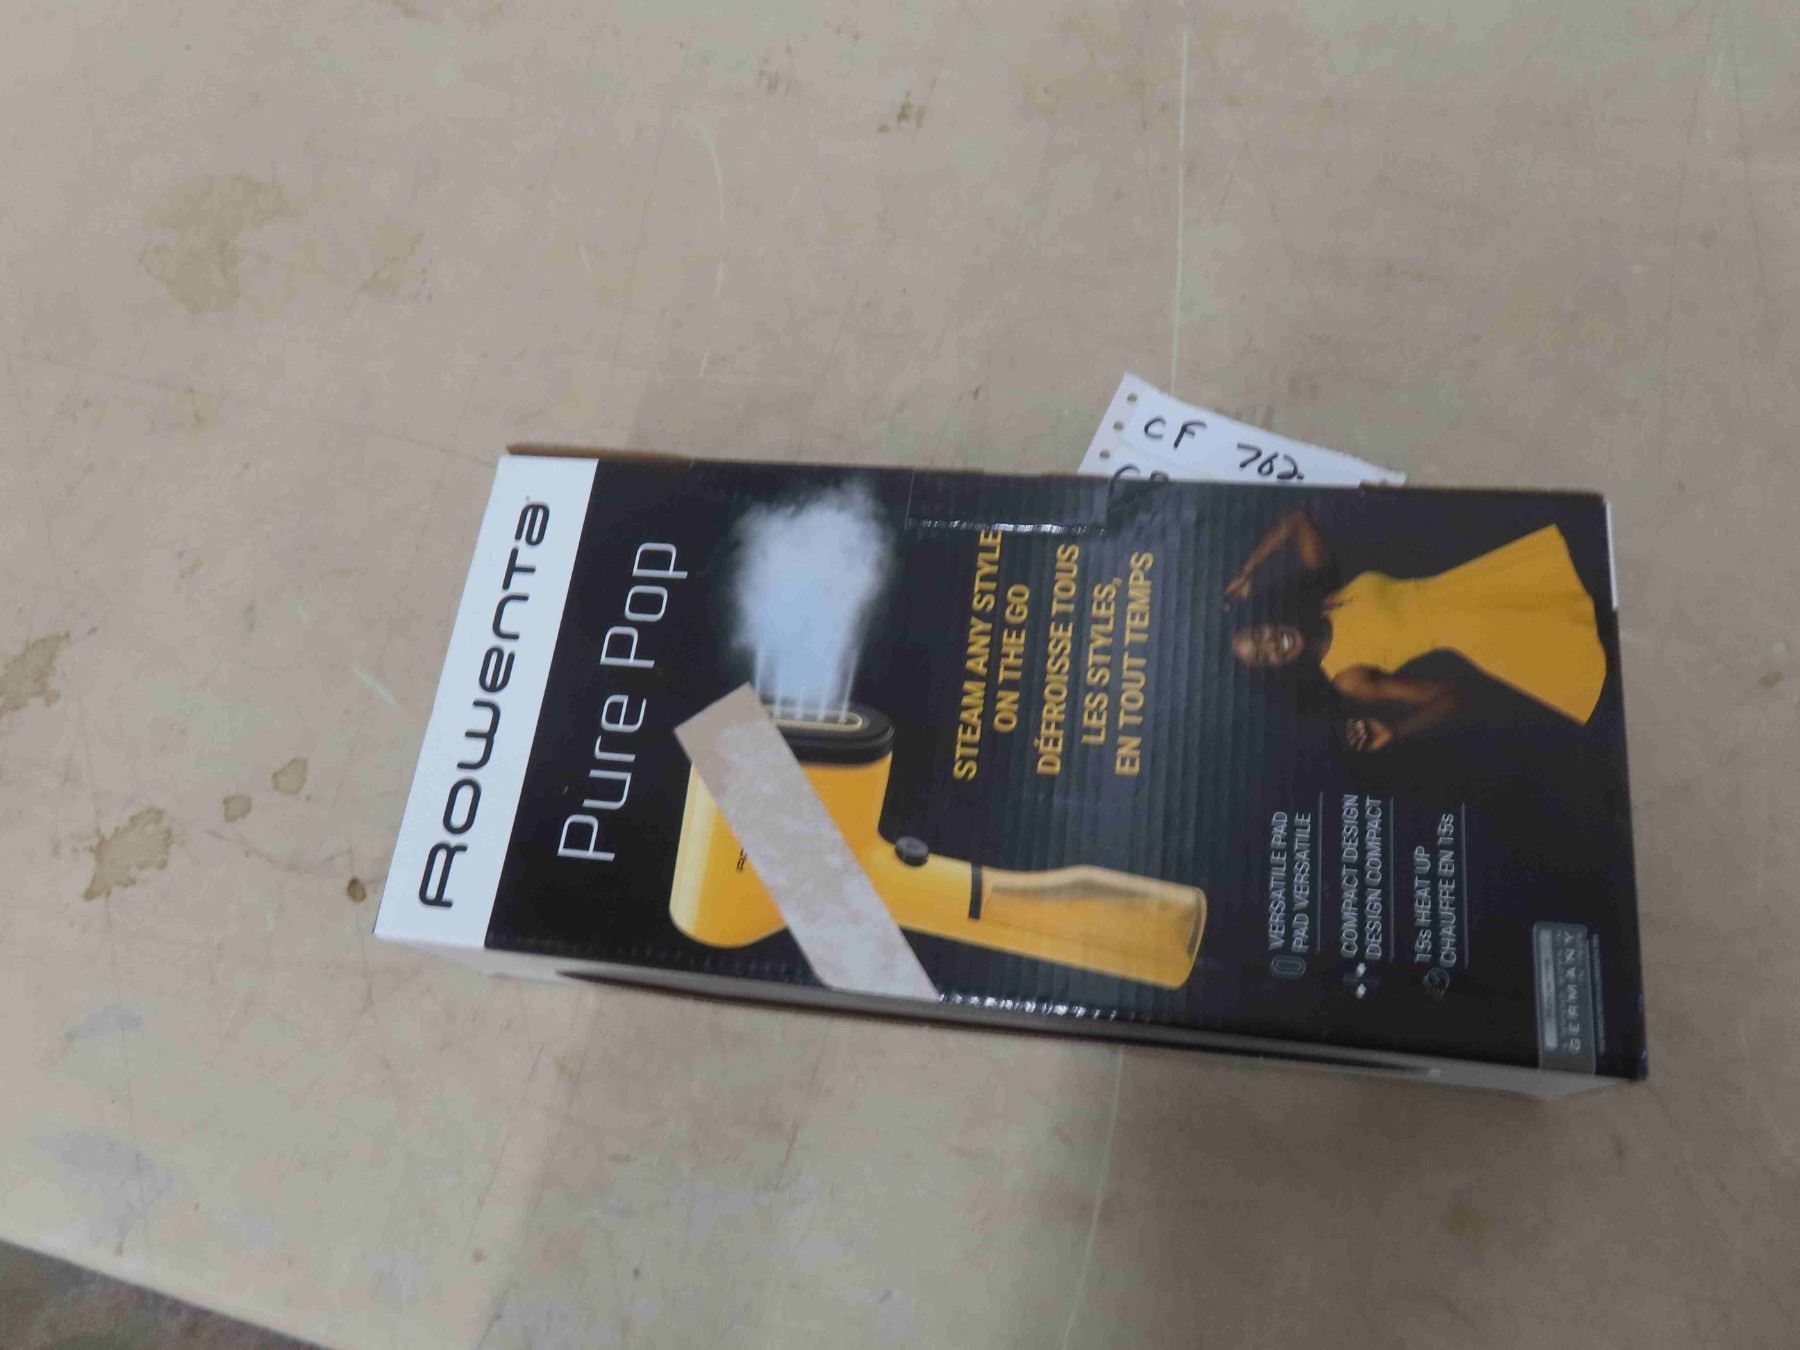 Rowenta
Pure Pop
STEAM ANY STYLE
ON THE GO
DÉFROISSE TOUS
LES STYLES,
EN TOUT TEMPS
VERSATILE PAD
PAD VERSATILE
COMPACT DESIGN
DESIGN COMPACT
15s HEAT UP
CHAUFFE EN 15s
GERMANY
CF 762